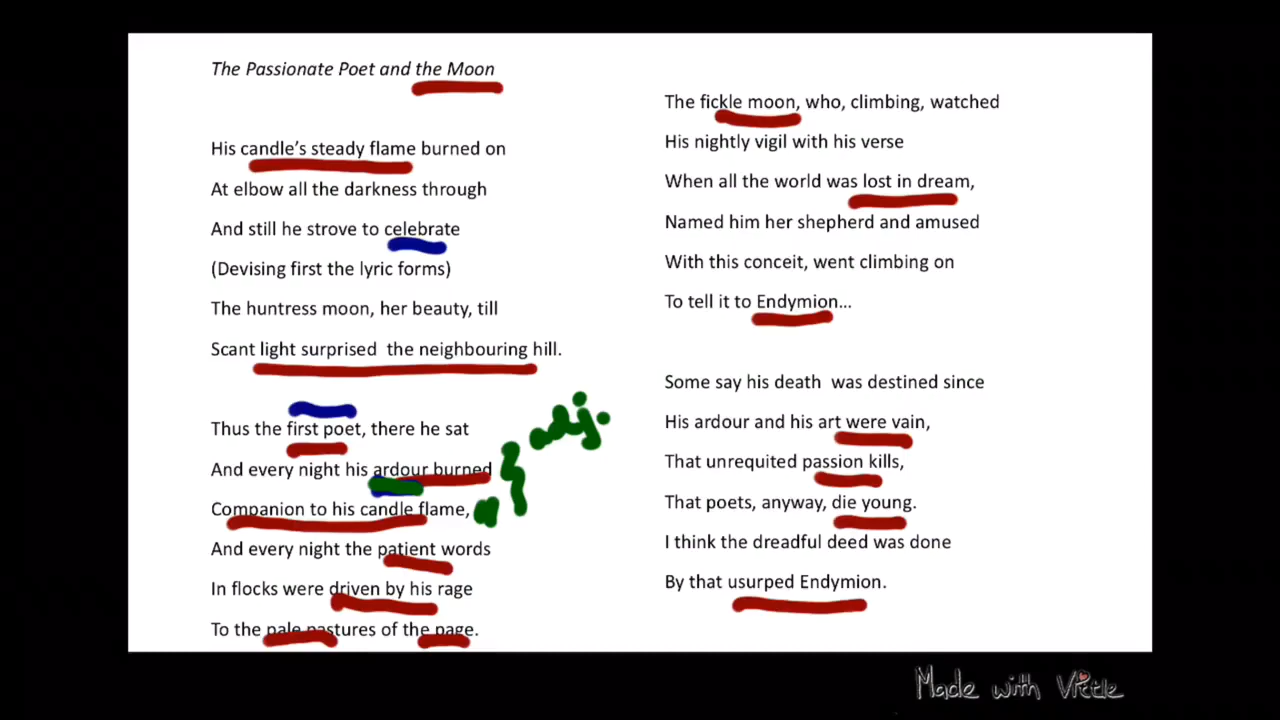 The Passionate Poet and the Moon
His candle's steady flame burned on
At elbow all the darkness through
And still he strove to celebrate
(Devising first the lyric forms)
The huntress moon, her beauty, till
Scant light surprised  the neighbouring hill.
Thus the first poet, there he sat
And every night his ardour burned
Companion to his candle flame,
And every night the patient words
In flocks were driven by his rage
To the pale pastures of the page.
adj.
The fickle moon, who, climbing, watched
His nightly vigil with his verse
When all the world was lost in dream,
Named him her shepherd and amused
With this conceit, went climbing on
To tell it to Endymion...
Some say his death  was destined since
His ardour and his art were vain,
That unrequited passion kills,
That poets, anyway, die young.
I think the dreadful deed was done
By that usurped Endymion.
Made with Vittle